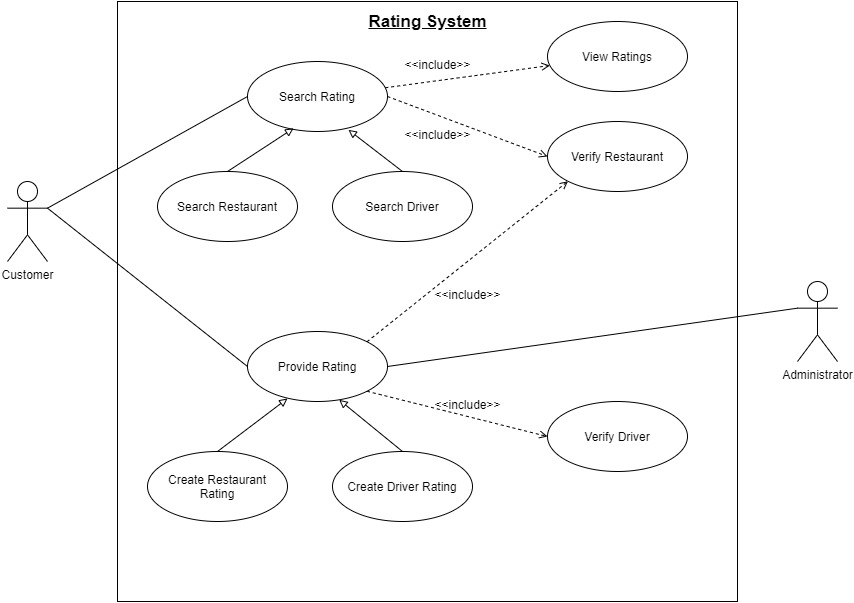 Rating System
<<include>>
View Ratings
Search Rating
<<include>>
Verify Restaurant
Search Restaurant
Search Driver
Customer
<<include>>
Provide Rating
Administrator
<<include>>
Verify Driver
Create Restaurant
Rating
Create Driver Rating